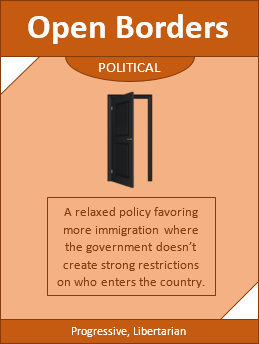 Open Borders
POLITICAL
A relaxed policy favoring
more immigration where
the government doesn't
create strong restrictions
on who enters the country.
Progressive, Libertarian